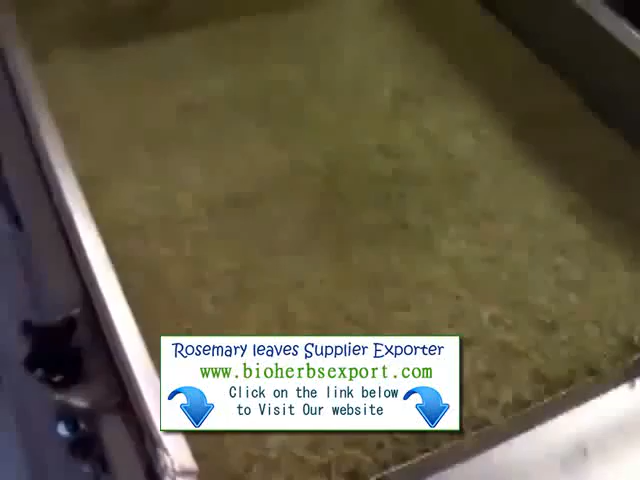 Rosemary leaves Supplier Exporter
www.bioherbsexport.com
Click on the link below
to Visit Our website